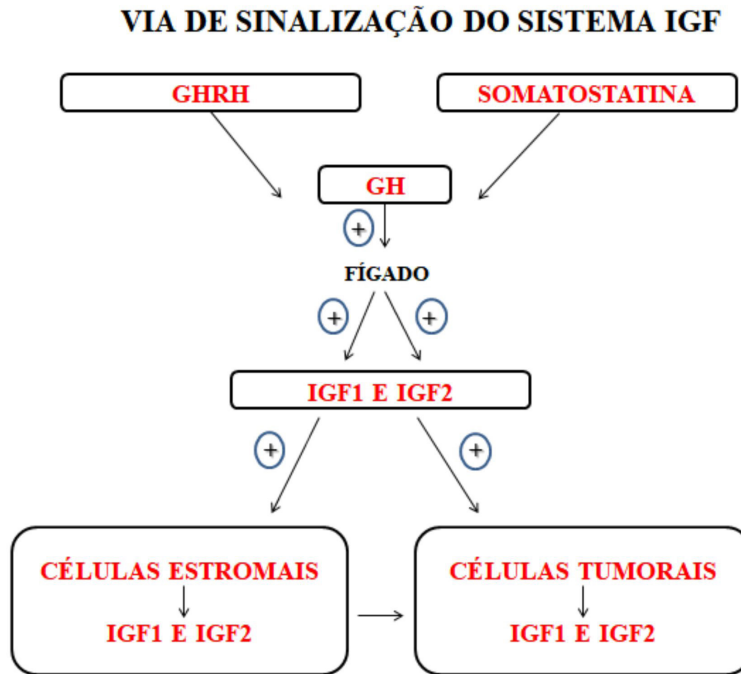 VIA DE SINALIZAÇÃO DO SISTEMA IGF
GHRH
SOMATOSTATINA
GH
+
FÍGADO
+
+
IGF1 E IGF2
+
+
CÉLULAS ESTROMAIS
IGF1 E IGF2
CÉLULAS TUMORAIS
IGF1 E IGF2